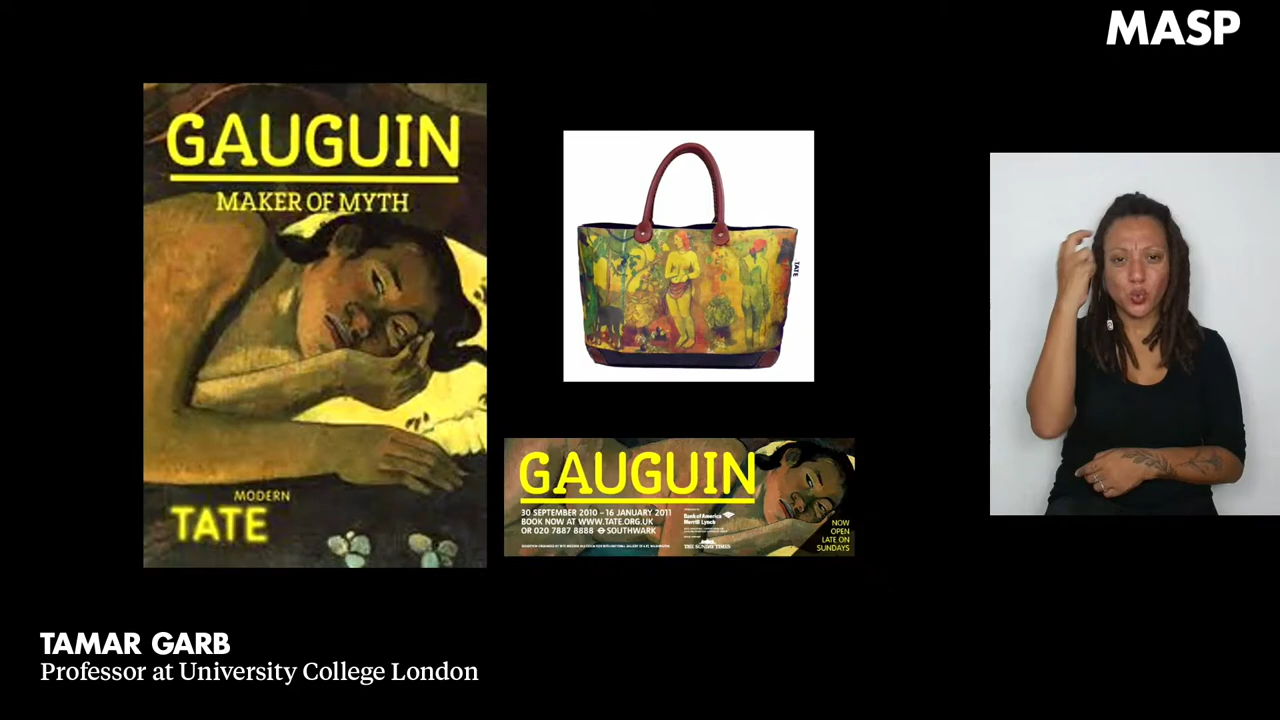 MASP
GAUGUIN
MAKER OF MYTH
MODERN
TATE
TATE
GAUGUIN
30 SEPTEMBER 2010 – 16 JANUARY 2011
BOOK NOW AT WWW.TATE.ORG.UK
OR 020 7887 8888 SOUTHWARK
Bank of America
Merrill Lynch
THE SUNDAY TIMES
NOW
OPEN
LATE ON
SUNDAYS
TAMAR GARB
Professor at University College London